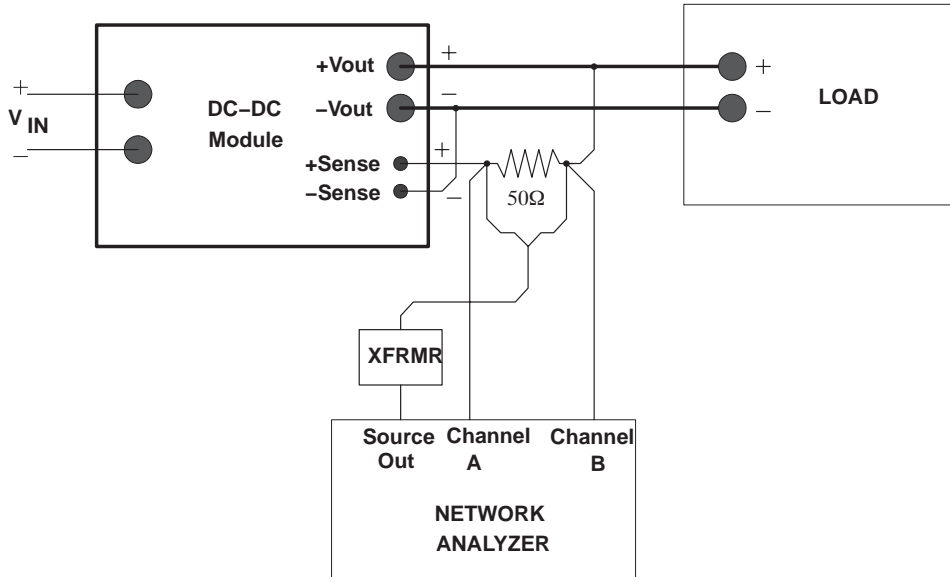 +Vout
+
+
V IN
–
DC–DC
Module
–Vout
–
+Sense
+
–Sense
–
50Ω
+
–
LOAD
XFRMR
Source
Out
Channel
A
Channel
B
NETWORK
ANALYZER